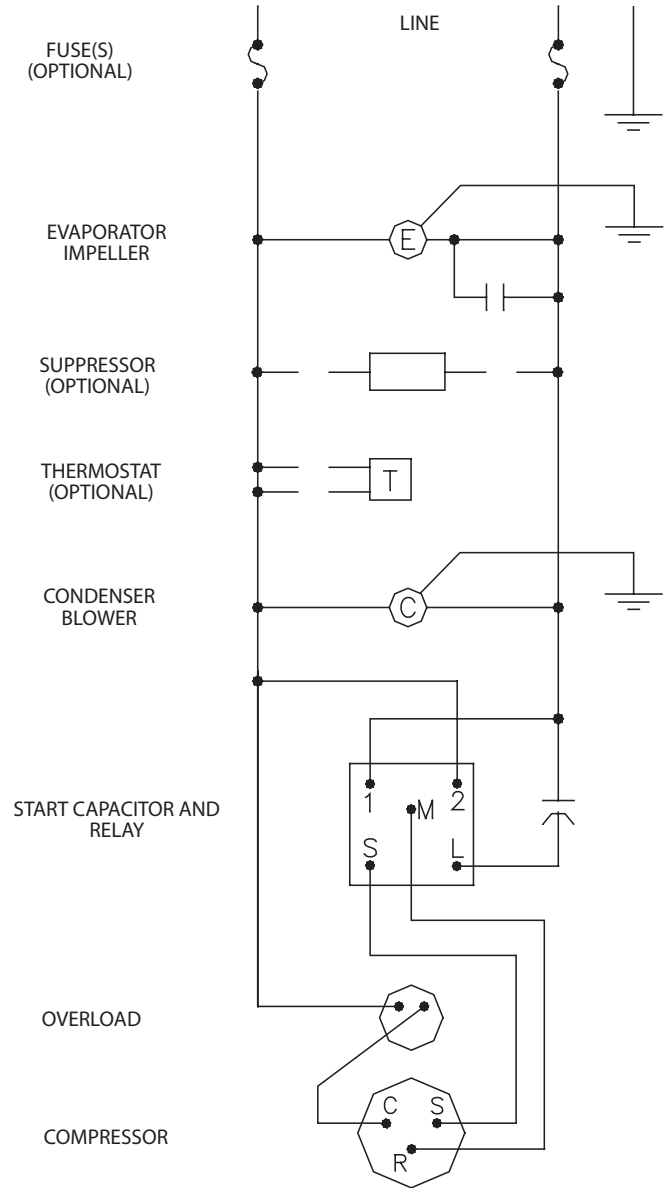 LINE
FUSE(S)
(OPTIONAL)
EVAPORATOR
IMPELLER
E
SUPPRESSOR
(OPTIONAL)
THERMOSTAT
(OPTIONAL)
T
CONDENSER
BLOWER
C
START CAPACITOR AND
RELAY
1 M 2
S L
OVERLOAD
COMPRESSOR
C S
R